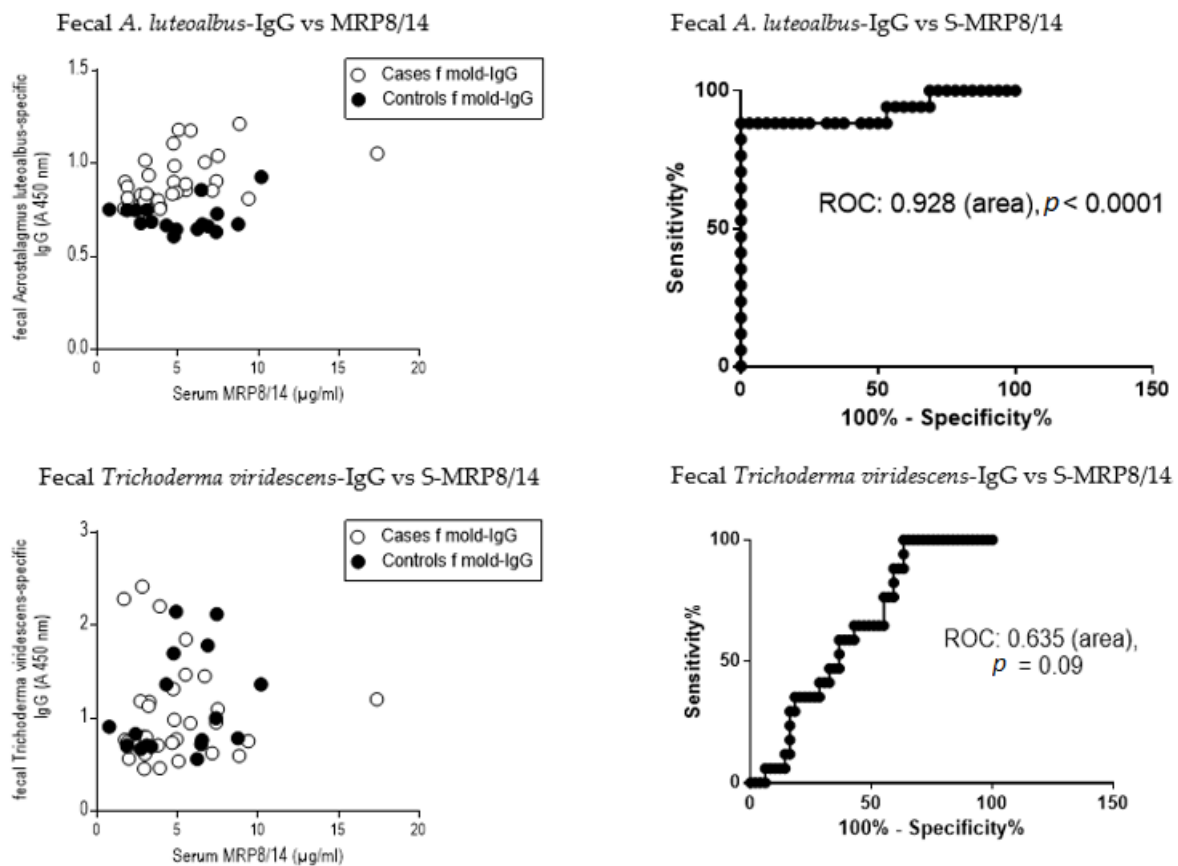 Fecal A. luteoalbus-IgG vs MRP8/14
fecal Acrostalagmus luteoalbus-specific
IgG (A 450 nm)
1.5
1.0
0.5
0.0
0
5
10
15
20
Serum MRP8/14 (µg/ml)
Cases f mold-IgG
Controls f mold-IgG
Fecal A. luteoalbus-IgG vs S-MRP8/14
Sensitivity%
100
50
0
0
50
100
150
100% - Specificity%
ROC: 0.928 (area), p < 0.0001
Fecal Trichoderma viridescens-IgG vs S-MRP8/14
fecal Trichoderma viridescens-specific
IgG (A 450 nm)
3
2
1
0
0
5
10
15
20
Serum MRP8/14 (µg/ml)
Cases f mold-IgG
Controls f mold-IgG
Fecal Trichoderma viridescens-IgG vs S-MRP8/14
Sensitivity%
100
50
0
0
50
100
150
100% - Specificity%
ROC: 0.635 (area),
p = 0.09